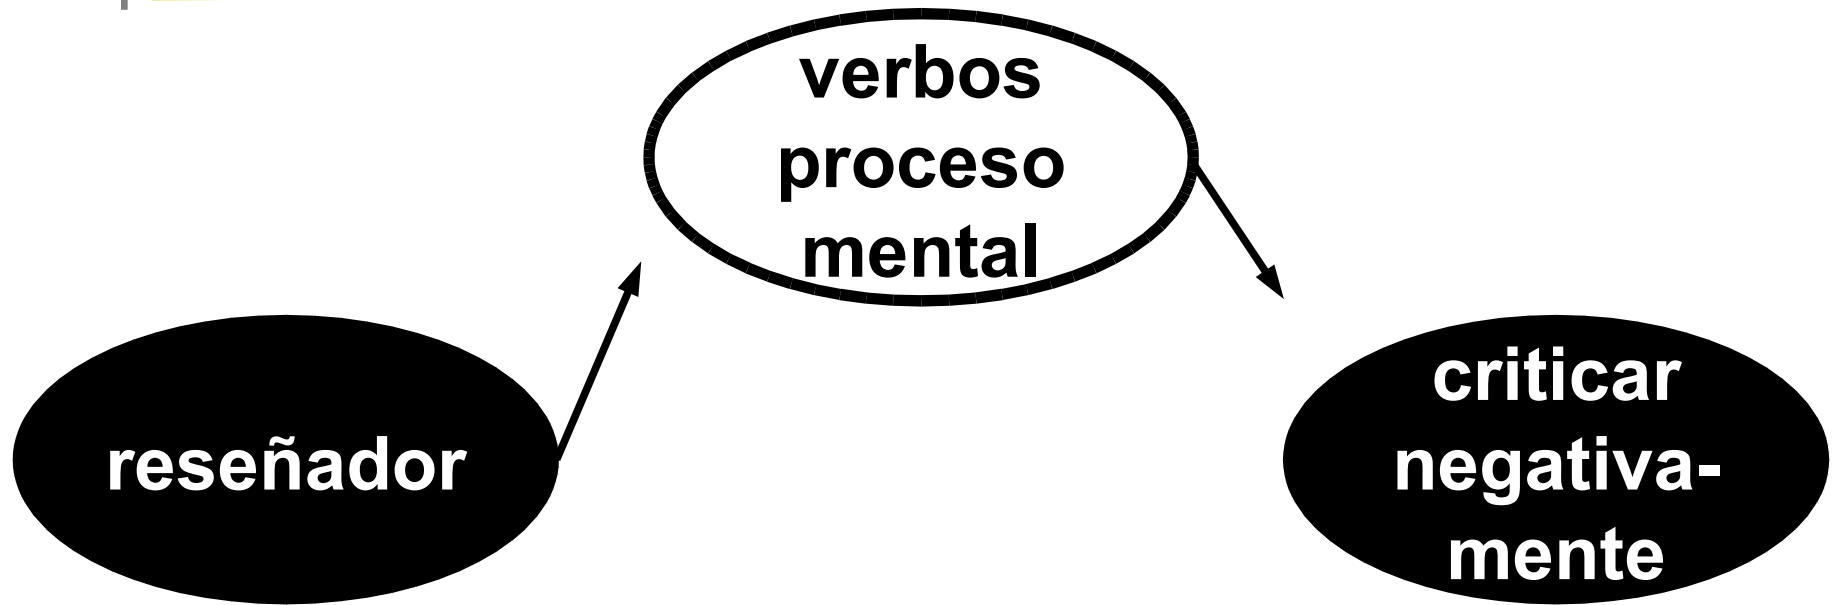 verbos
proceso
mental
reseñador
criticar
negativa-
mente